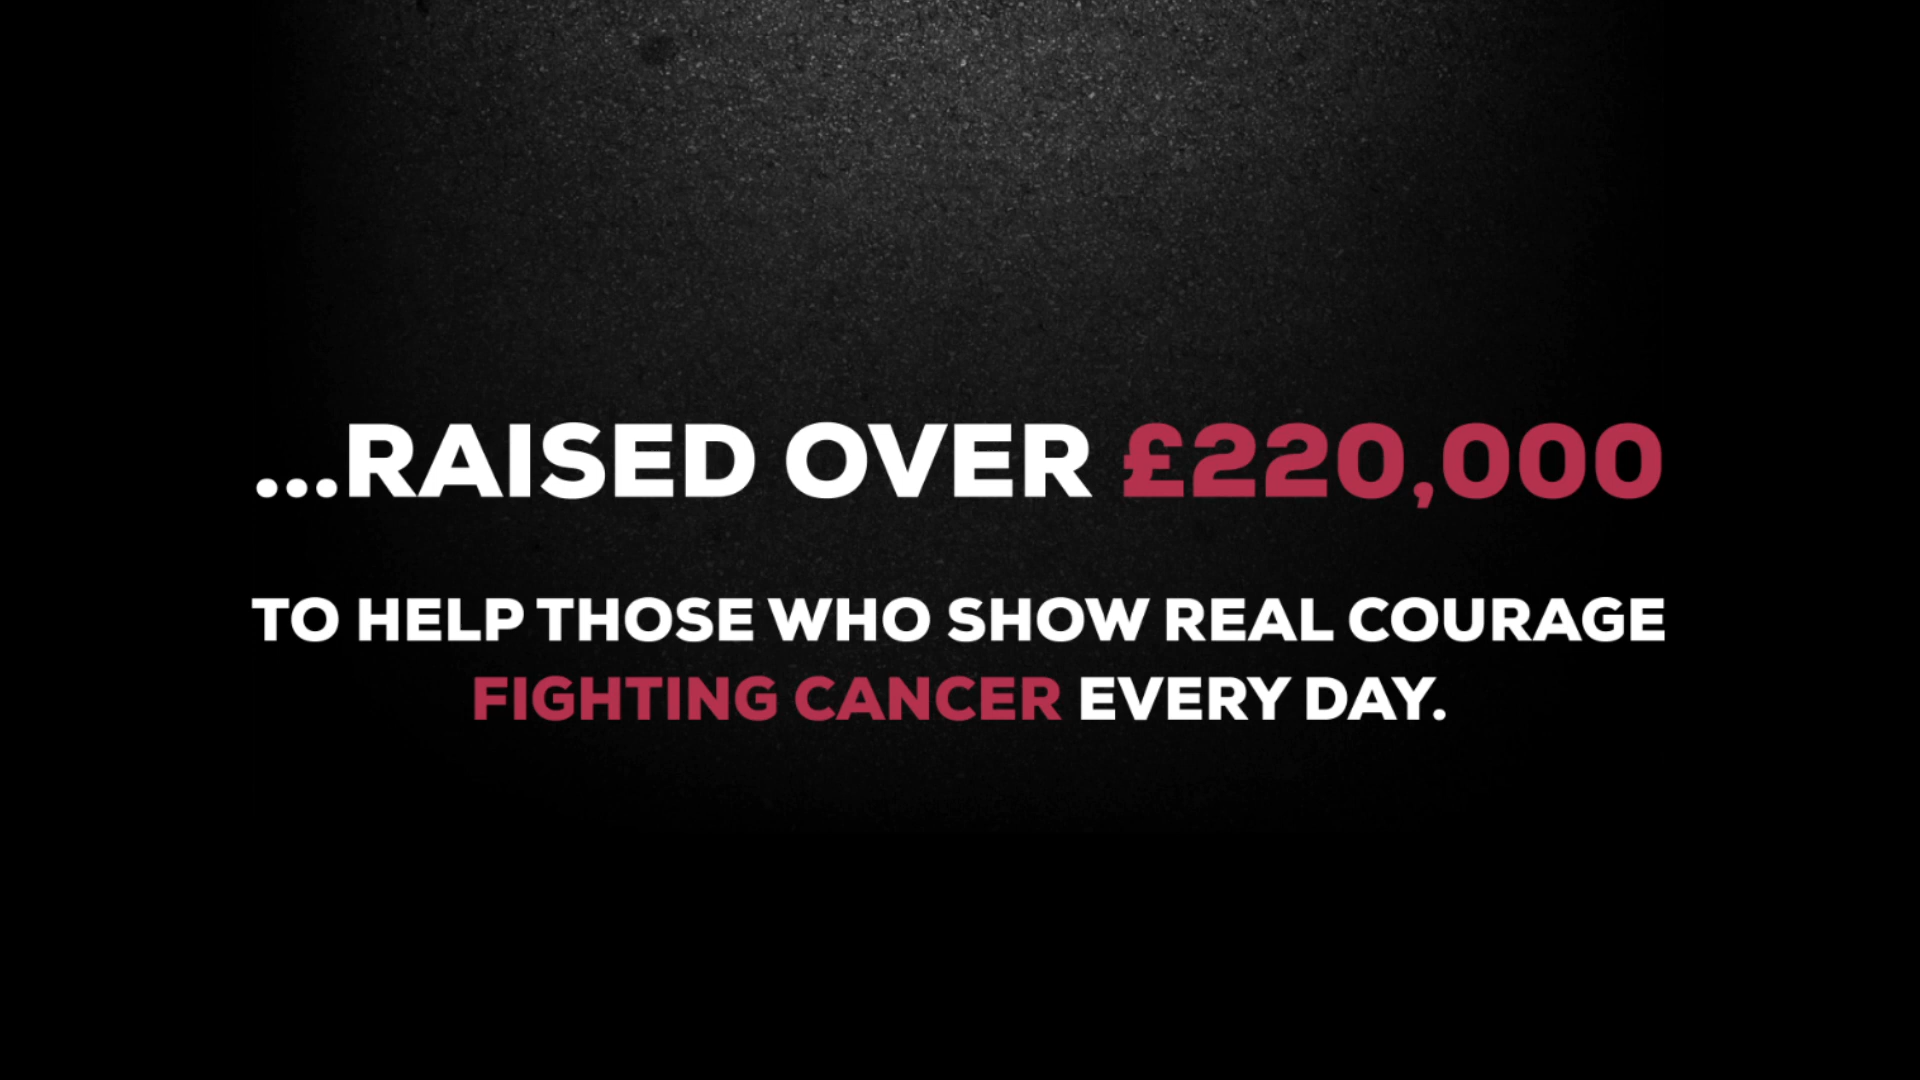 ...RAISED OVER £220,000
TO HELP THOSE WHO SHOW REAL COURAGE
FIGHTING CANCER EVERY DAY.